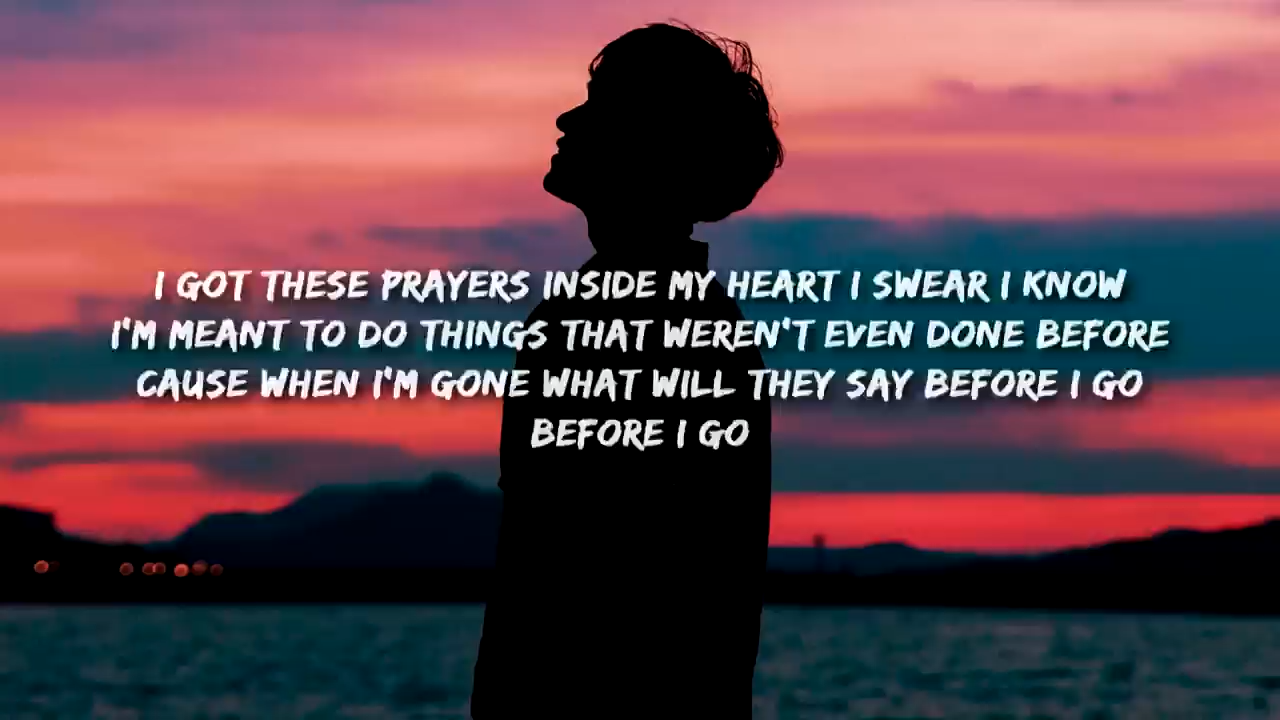 I GOT THESE PRAYERS INSIDE MY HEART I SWEAR I KNOW
I'M MEANT TO DO THINGS THAT WEREN'T EVEN DONE BEFORE
CAUSE WHEN I'M GONE WHAT WILL THEY SAY BEFORE I GO
BEFORE I GO